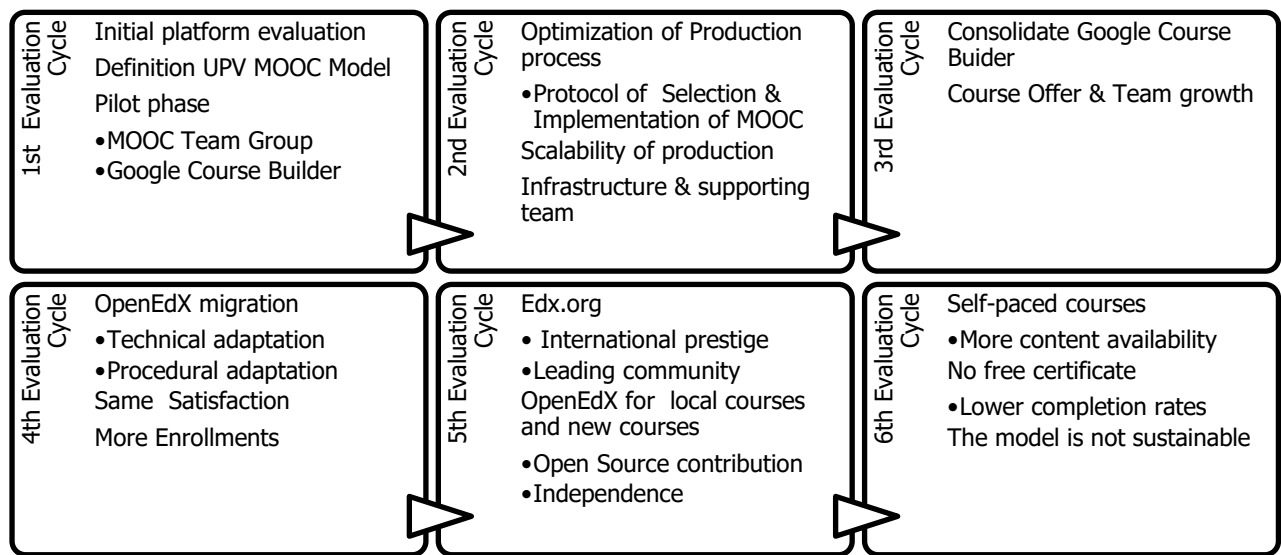 1st Evaluation
Cycle
Initial platform evaluation
Definition UPV MOOC Model
Pilot phase
•MOOC Team Group
•Google Course Builder
2nd Evaluation
Cycle
Optimization of Production
process
•Protocol of Selection &
Implementation of MOOC
Scalability of production
Infrastructure & supporting
team
3rd Evaluation
Cycle
Consolidate Google Course
Buider
Course Offer & Team growth
4th Evaluation
Cycle
OpenEdX migration
•Technical adaptation
•Procedural adaptation
Same Satisfaction
More Enrollments
5th Evaluation
Cycle
Edx.org
• International prestige
•Leading community
OpenEdX for local courses
and new courses
•Open Source contribution
•Independence
6th Evaluation
Cycle
Self-paced courses
•More content availability
No free certificate
•Lower completion rates
The model is not sustainable